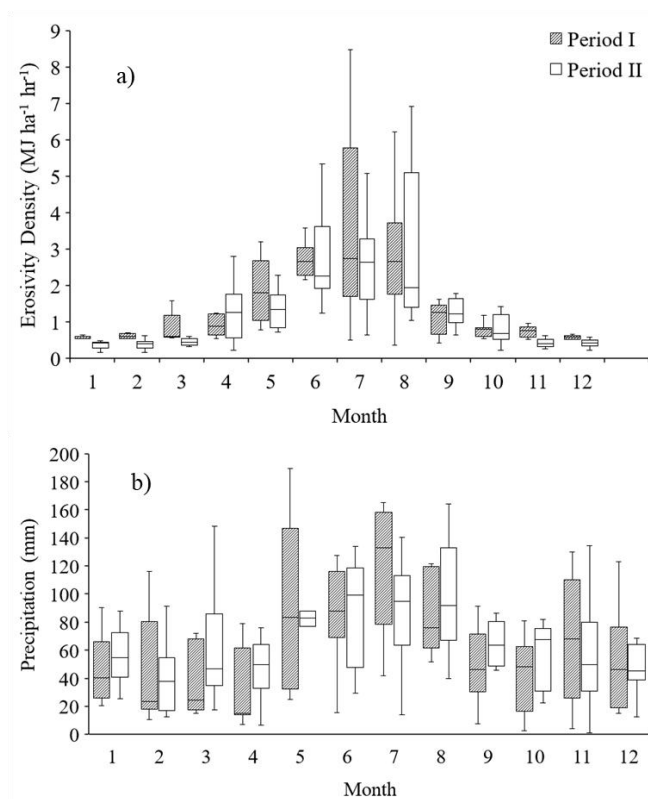 Period I
Period II
a)
Erosivity Density (MJ ha⁻¹ hr⁻¹)
9
8
7
6
5
4
3
2
1
0
1 2 3 4 5 6 7 8 9 10 11 12
Month
b)
Precipitation (mm)
200
180
160
140
120
100
80
60
40
20
0
1 2 3 4 5 6 7 8 9 10 11 12
Month